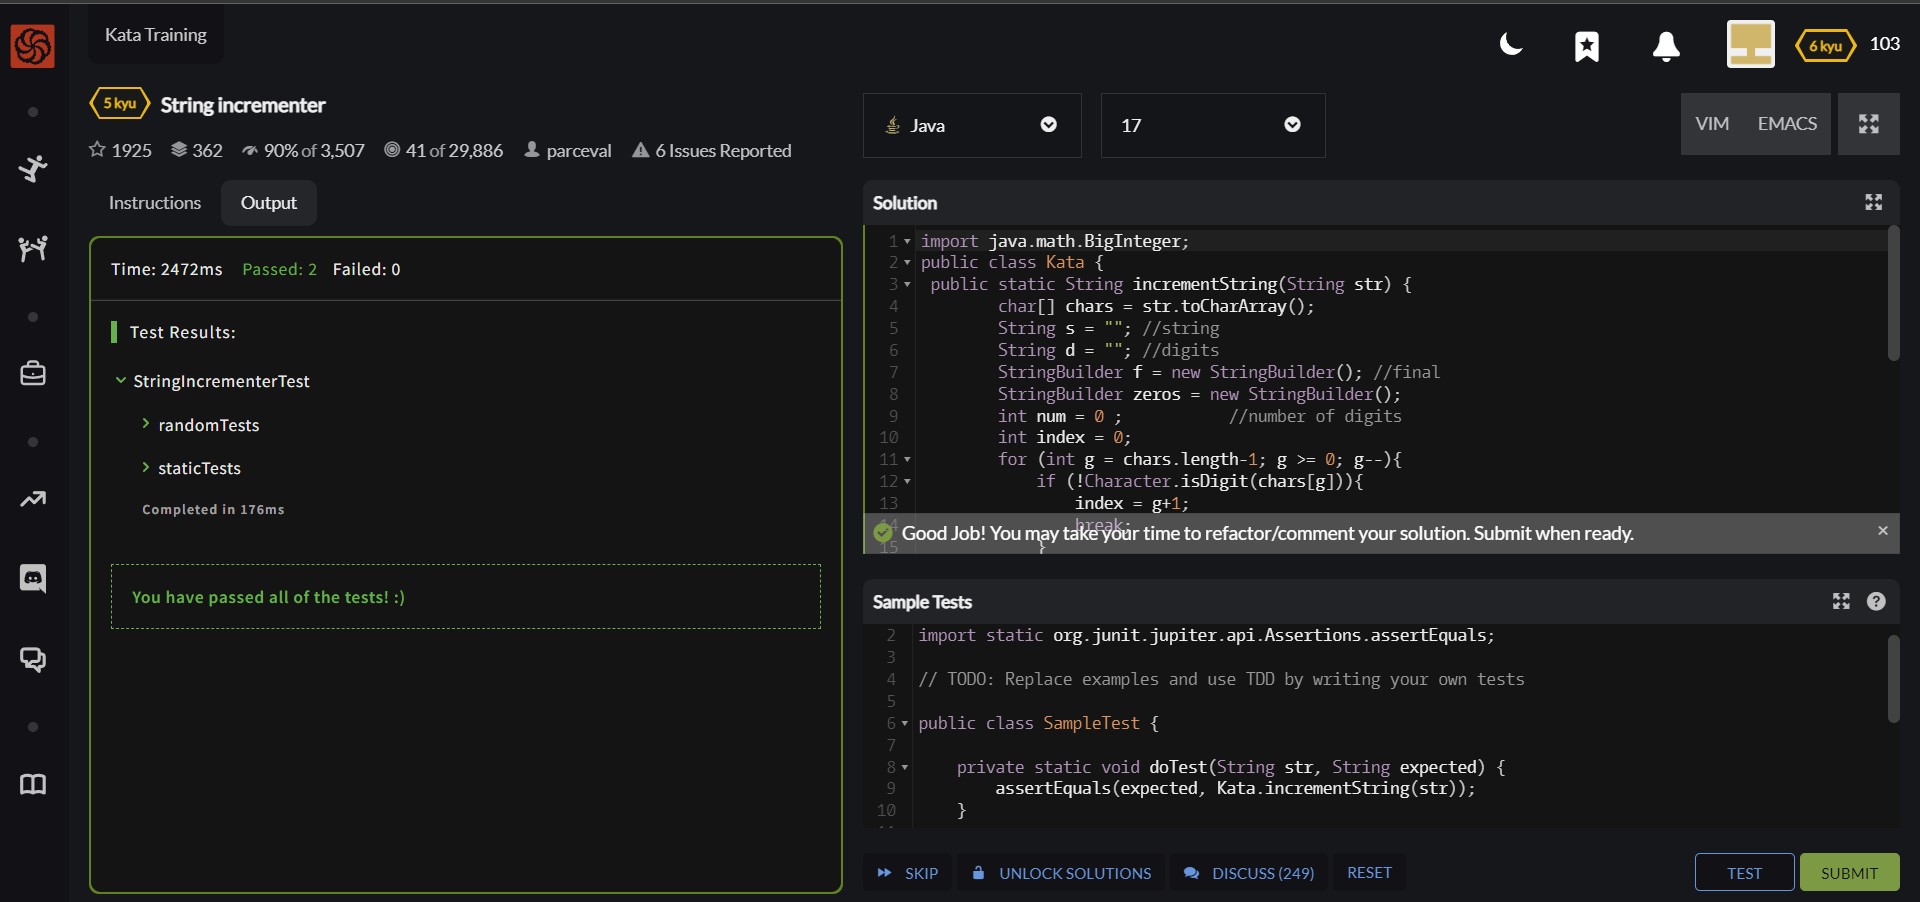 Kata Training
6 kyu 103
5 kyu String incrementer
1925 362 90% of 3,507 41 of 29,886 parceval 6 Issues Reported
Instructions Output
Time: 2472ms Passed: 2 Failed: 0
Test Results:
StringIncrementerTest
randomTests
staticTests
Completed in 176ms
You have passed all of the tests! :)
Java 17 VIM EMACS
Solution
1 import java.math.BigInteger;
2 public class Kata {
3 public static String incrementString(String str) {
4 char[] chars = str.toCharArray();
5 String s = ""; //string
6 String d = ""; //digits
7 StringBuilder f = new StringBuilder(); //final
8 StringBuilder zeros = new StringBuilder();
9 int num = 0 ; //number of digits
10 int index = 0;
11 for (int g = chars.length-1; g >= 0; g--){
12 if (!Character.isDigit(chars[g])){
13 index = g+1;
14 break;
Good Job! You may take your time to refactor/comment your solution. Submit when ready.
15 }
Sample Tests
2 import static org.junit.jupiter.api.Assertions.assertEquals;
3
4 // TODO: Replace examples and use TDD by writing your own tests
5
6 public class SampleTest {
7
8 private static void doTest(String str, String expected) {
9 assertEquals(expected, Kata.incrementString(str));
10 }
SKIP UNLOCK SOLUTIONS DISCUSS (249) RESET TEST SUBMIT